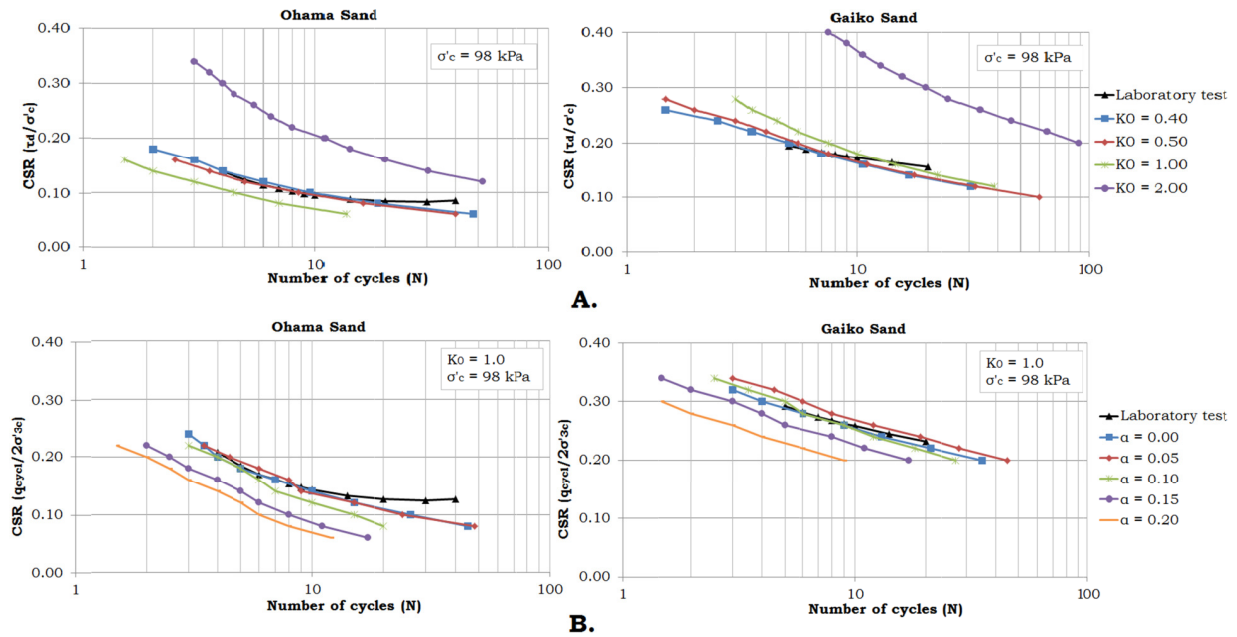 Ohama Sand
0.40
0.30
0.20
0.10
0.00
CSR (τd/σ'c)
σ'c = 98 kPa
1
10
100
Number of cycles (N)
Gaiko Sand
0.40
0.30
0.20
0.10
0.00
CSR (τd/σ'c)
σ'c = 98 kPa
1
10
100
Number of cycles (N)
Laboratory test
K0 = 0.40
K0 = 0.50
K0 = 1.00
K0 = 2.00
A.
Ohama Sand
0.40
0.30
0.20
0.10
0.00
CSR (qcycl/2σ'3c)
K0 = 1.0
σ'c = 98 kPa
1
10
100
Number of cycles (N)
Gaiko Sand
0.40
0.30
0.20
0.10
0.00
CSR (qcycl/2σ'3c)
K0 = 1.0
σ'c = 98 kPa
1
10
100
Number of cycles (N)
Laboratory test
α = 0.00
α = 0.05
α = 0.10
α = 0.15
α = 0.20
B.